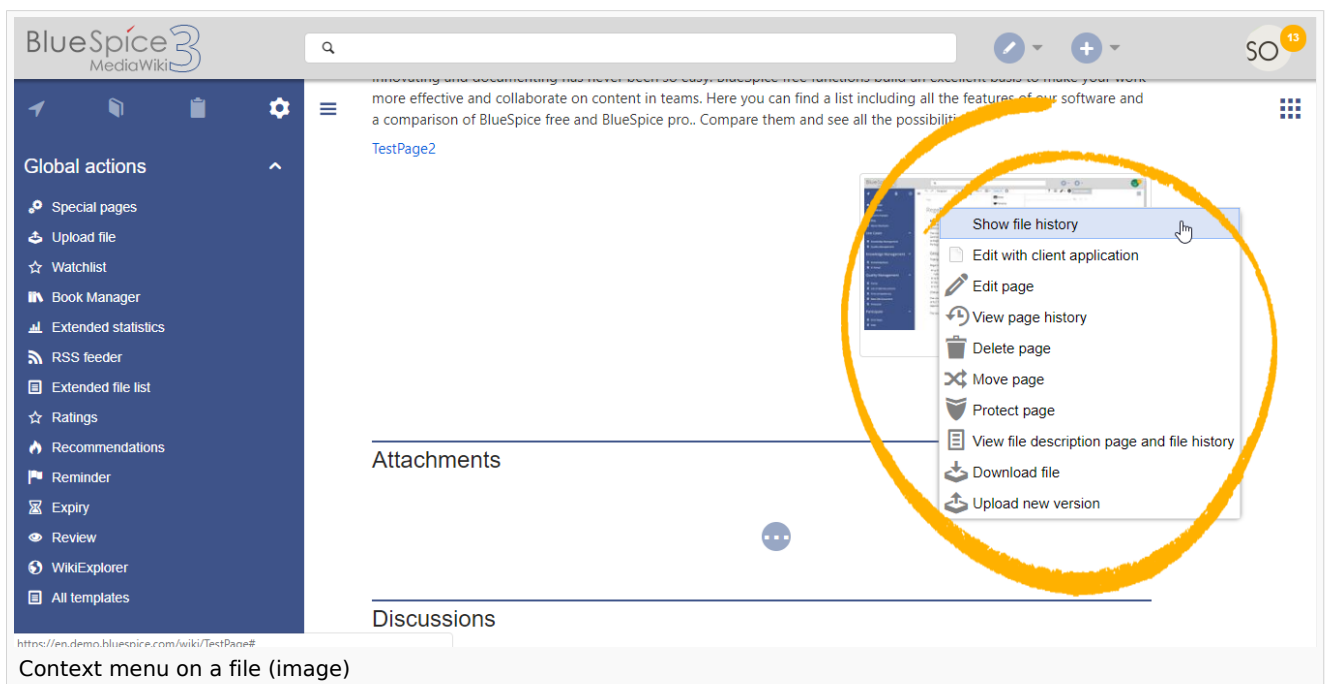 BlueSpice 3
MediaWiki
SO
13
more effective and collaborate on content in teams. Here you can find a list including all the features of our software and
a comparison of BlueSpice free and BlueSpice pro.. Compare them and see all the
TestPage2
Global actions
Special pages
Upload file
Watchlist
Book Manager
Extended statistics
RSS feeder
Extended file list
Ratings
Recommendations
Reminder
Expiry
Review
WikiExplorer
All templates
Show file history
Edit with client application
Edit page
View page history
Delete page
Move page
Protect page
View file description page and file history
Download file
Upload new version
Attachments
Discussions
https://en.demo.bluespice.com/wiki/TestPage#
Context menu on a file (image)